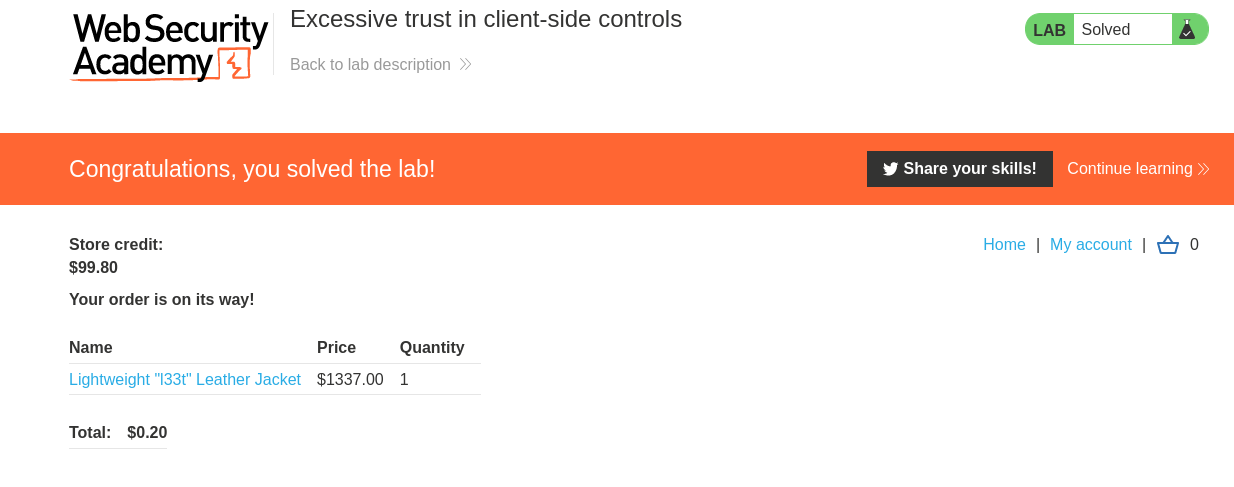 Web Security
Academy
Excessive trust in client-side controls
Back to lab description
LAB Solved
Congratulations, you solved the lab!
Share your skills!
Continue learning
Store credit:
$99.80
Home | My account | 0
Your order is on its way!
Name Price Quantity
Lightweight "l33t" Leather Jacket $1337.00 1
Total: $0.20